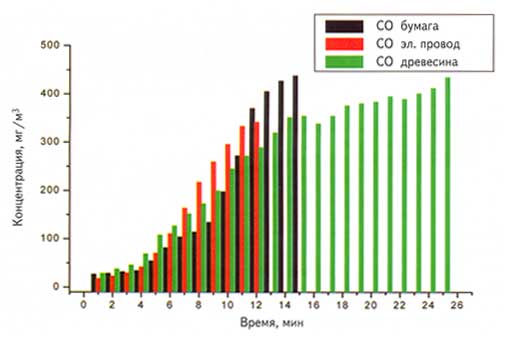 CO бумага
CO эл. провод
CO древесина
Концентрация, мг/м³
500
400
300
200
100
0
0 2 4 6 8 10 12 14 16 18 20 22 24 26
Время, мин